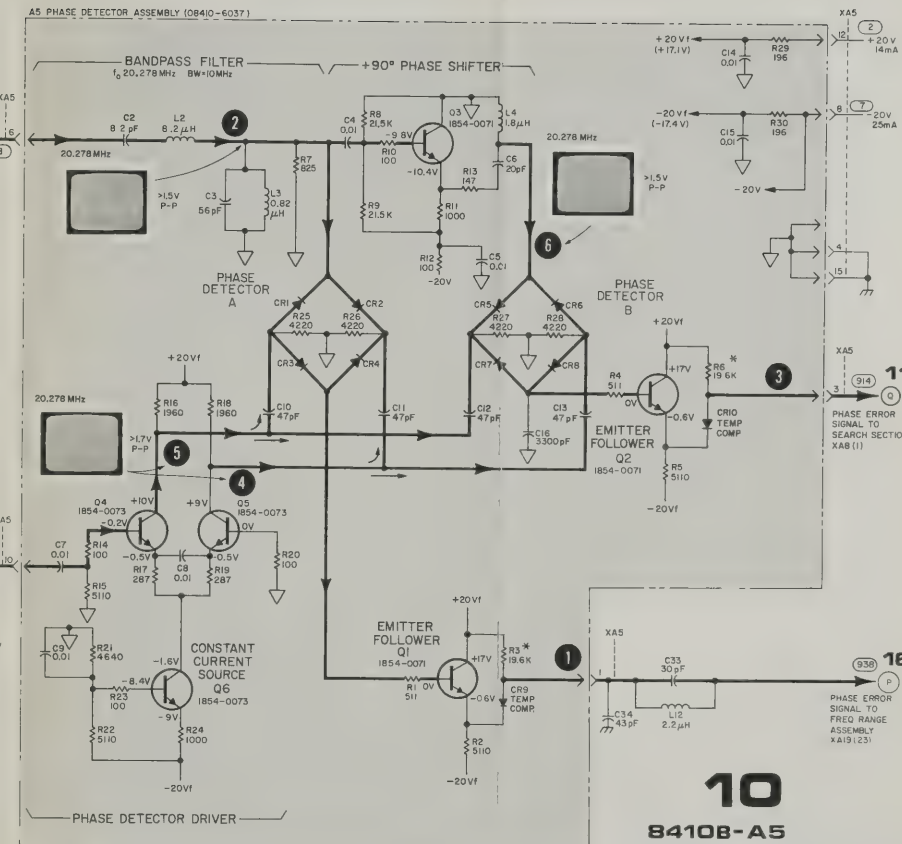 A5 PHASE DETECTOR ASSEMBLY (08410-6037)
BANDPASS FILTER
f₀ 20.278MHz BW=10MHz
+90° PHASE SHIFTER
XA5
6
C2
8.2pF
L2
8.2μH
2
20.278MHz
>1.5V
P-P
C3
56pF
L3
0.82
μH
R7
825
C4
0.01
R8
21.5K
R10
100
-9.8V
Q3
1854-0071
-10.4V
L4
1.8μH
R13
147
C6
20pF
R9
21.5K
R11
1000
R12
100
-20V
C5
0.01
20.278 MHz
>1.5V
P-P
6
+20Vf
(+17.1V)
C14
0.01
R29
196
XA5
12
2
+20V
14mA
-20Vf
(-17.4 V)
C15
0.01
R30
196
8
7
-20V
25mA
-20V
4
15
PHASE
DETECTOR
A
CR1
CR2
R25
4220
R26
4220
CR3
CR4
PHASE
DETECTOR
B
CR5
CR6
R27
4220
R28
4220
CR7
CR8
+20Vf
R16
1960
R18
1960
C10
47pF
C11
47pF
C12
47pF
C13
47pF
C16
3300pF
R4
511
0V
+20Vf
+17V
-0.6V
EMITTER
FOLLOWER
Q2
1854-0071
R6 *
19.6K
CR10
TEMP
COMP
R5
5110
-20Vf
3
XA5
3
914
Q
PHASE ERROR
SIGNAL TO
SEARCH SECTION
XA8(1)
20.278MHz
>1.7V
P-P
5
4
Q4
1854-0073
-0.2V
+10V
+9V
Q5
1854-0073
0V
-0.5V
-0.5V
C7
0.01
R14
100
R15
5110
R17
287
C8
0.01
R19
287
R20
100
10
C9
0.01
R21
4640
R23
100
-8.4V
-1.6V
-9V
CONSTANT
CURRENT
SOURCE
Q6
1854-0073
R22
5110
R24
1000
-20Vf
PHASE DETECTOR DRIVER
EMITTER
FOLLOWER
Q1
1854-0071
R1
511
0V
+20Vf
+17V
-0.6V
R3 *
19.6K
CR9
TEMP
COMP.
R2
5110
-20Vf
1
XA5
1
C34
43pF
C33
30pF
L12
2.2μH
938
P
PHASE ERROR
SIGNAL TO
FREQ RANGE
ASSEMBLY
XA19(23)
10
8410B-A5